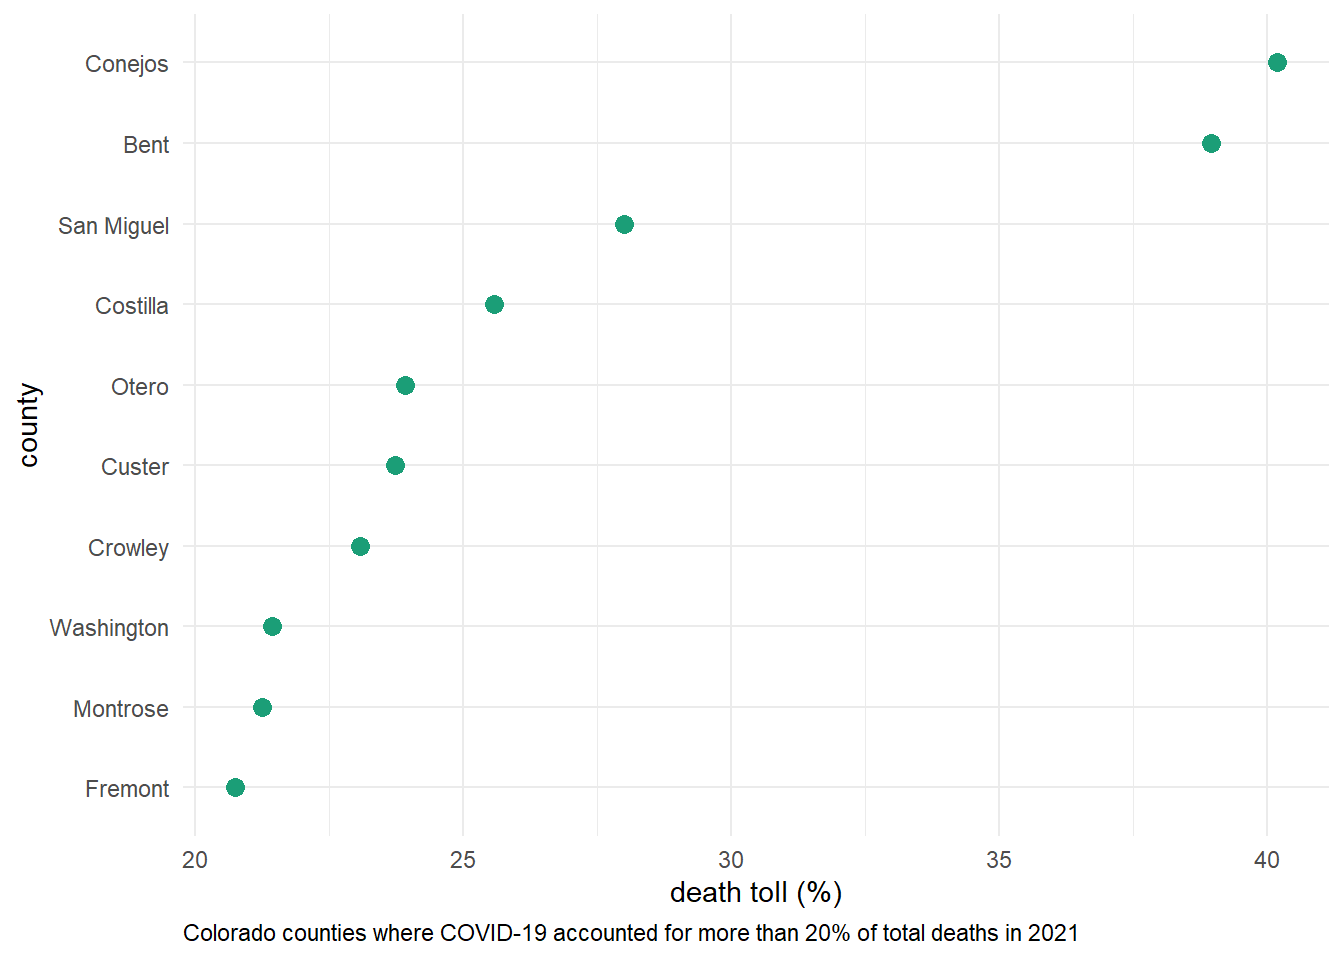 Conejos
Bent
San Miguel
Costilla
Otero
Custer
Crowley
Washington
Montrose
Fremont
county
20 25 30 35 40
death toll (%)
Colorado counties where COVID-19 accounted for more than 20% of total deaths in 2021